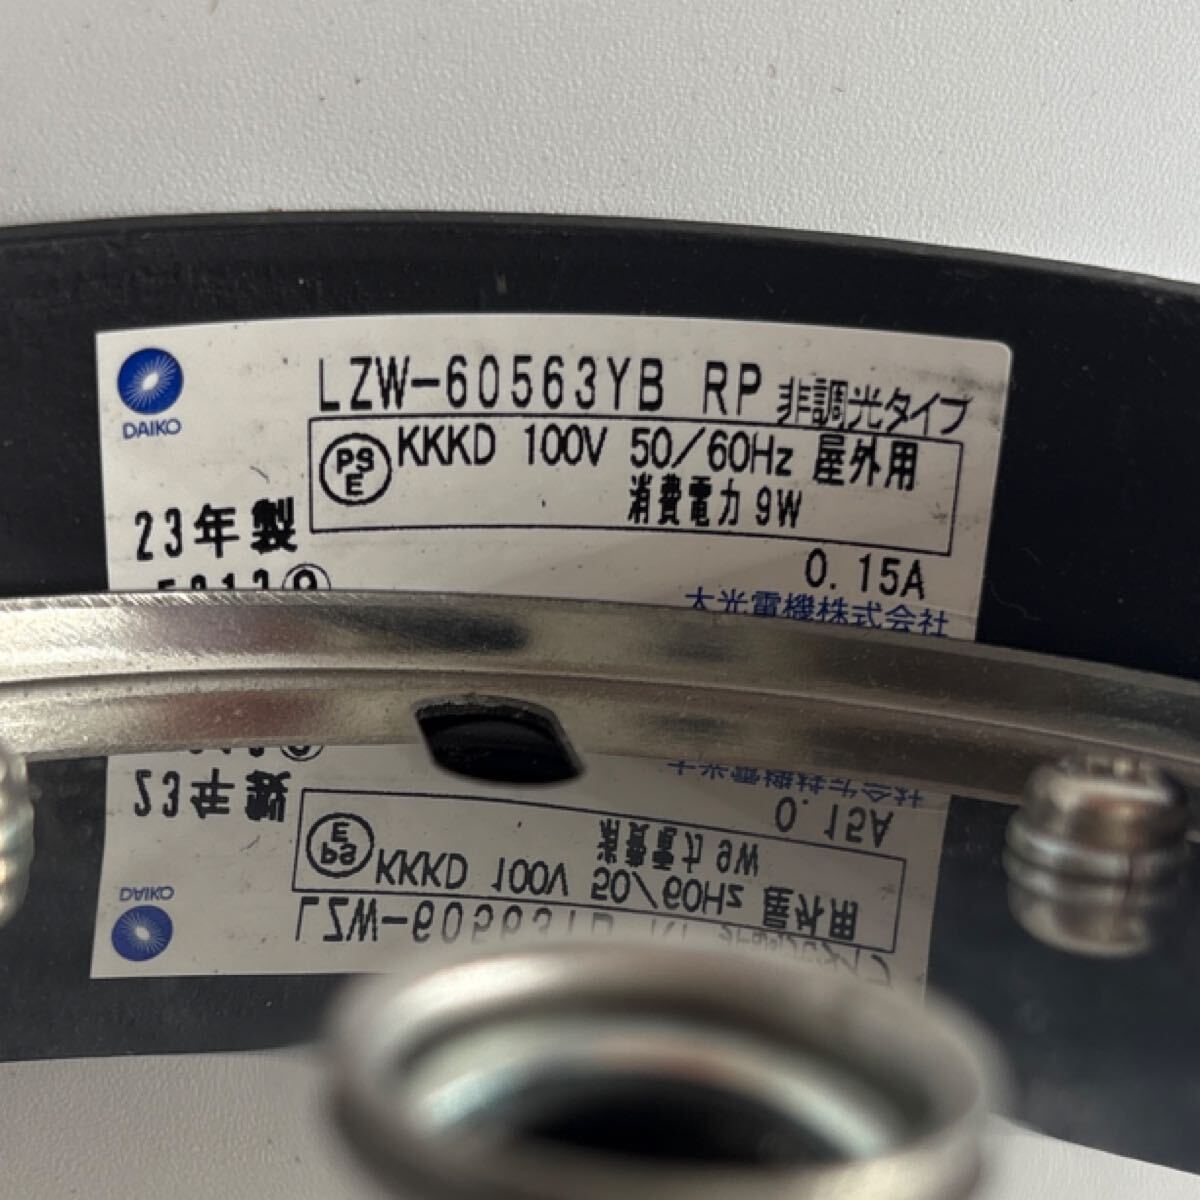 DAIKO
LZW-60563YB RP 非調光タイプ
PSE KKKD 100V 50/60Hz 屋外用
消費電力 9W
23年製
0.15A
大光電機株式会社